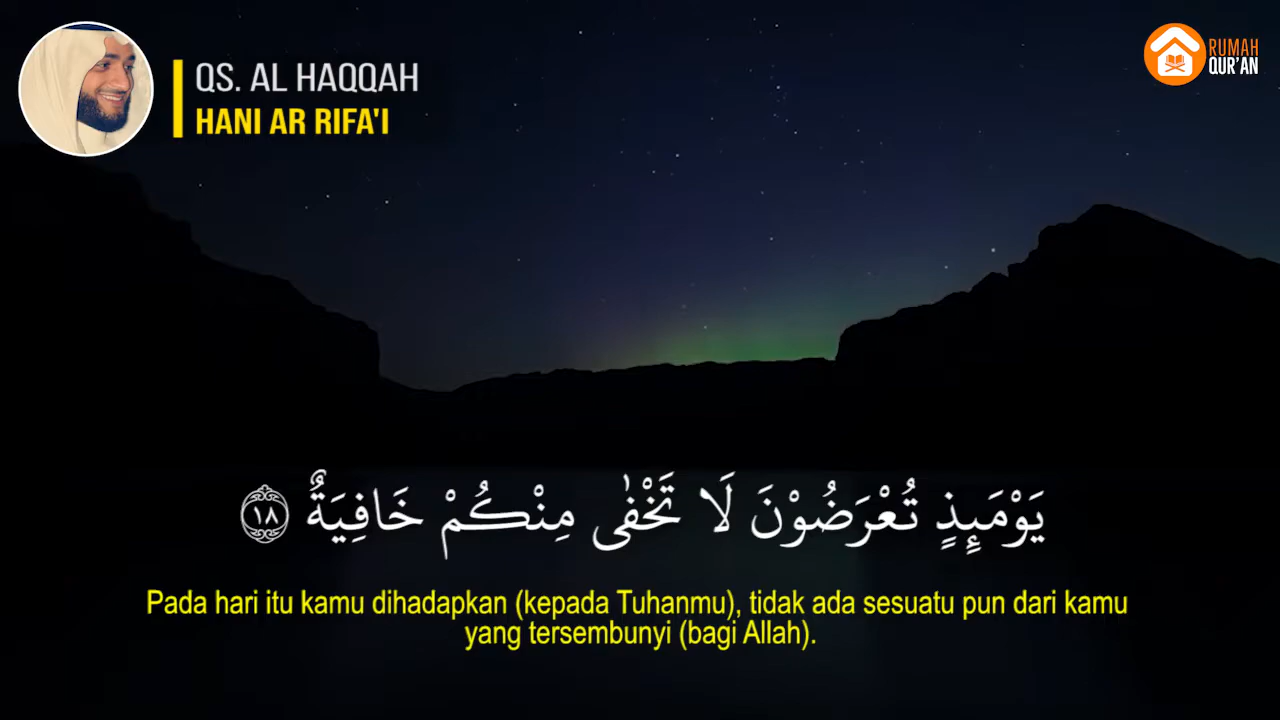 QS. AL HAQQAH
HANI AR RIFA'I
RUMAH
QUR'AN
يَوْمَىِٕذٍ تُعْرَضُوْنَ لَا تَخْفٰى مِنْكُمْ خَافِيَةٌ ١٨
Pada hari itu kamu dihadapkan (kepada Tuhanmu), tidak ada sesuatu pun dari kamu
yang tersembunyi (bagi Allah).